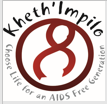 Kheth'Impilo
Choose Life for an AIDS Free Generation